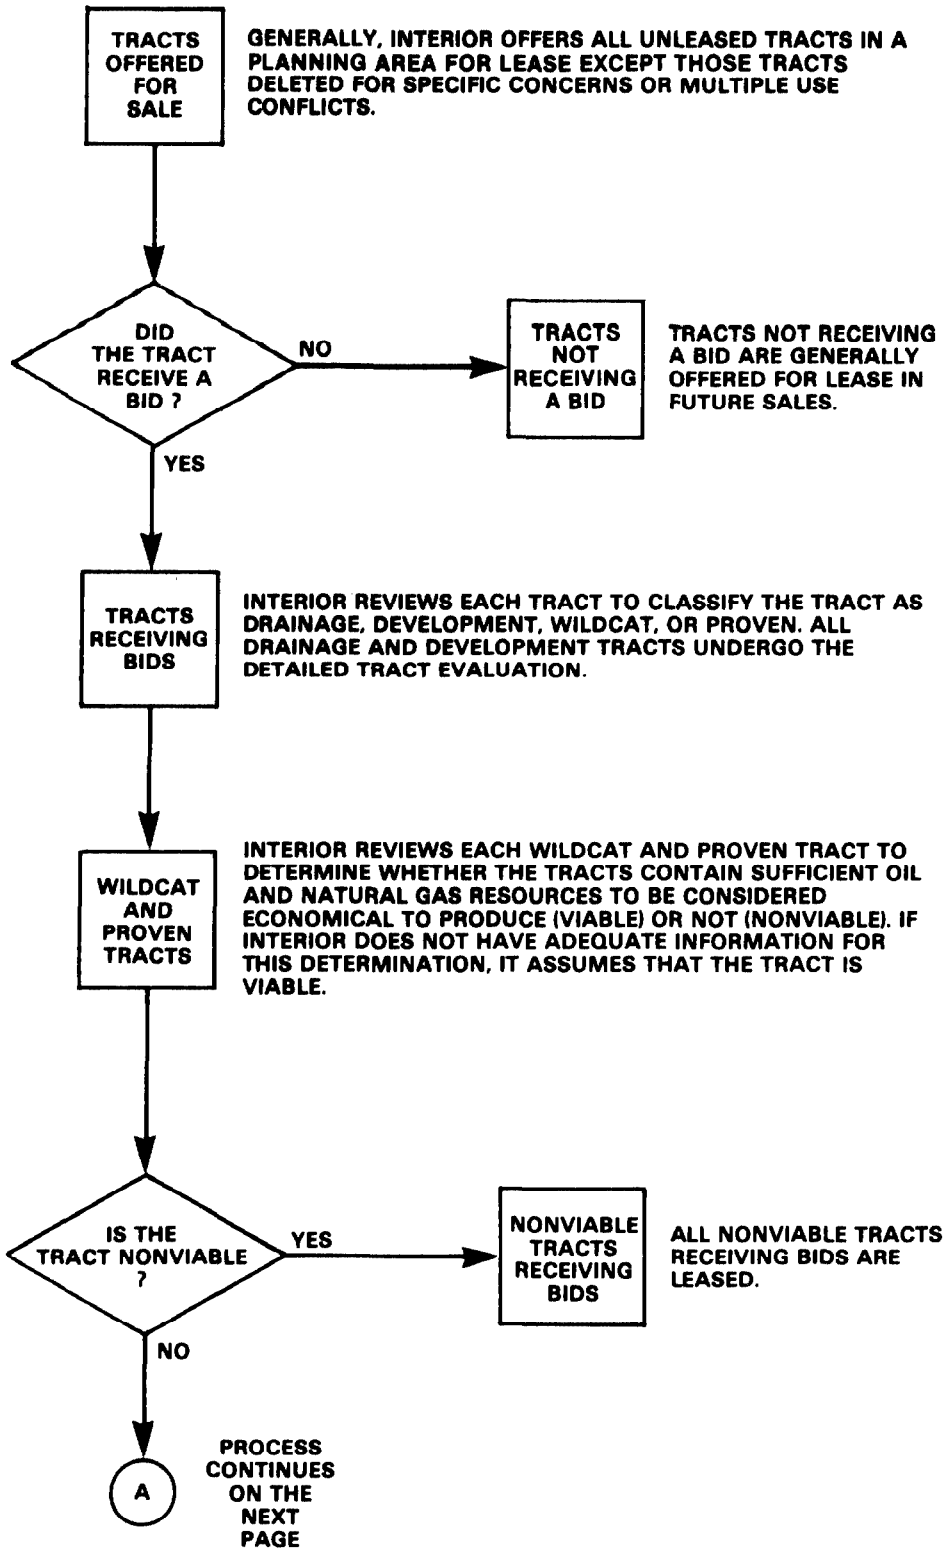 TRACTS
OFFERED
FOR
SALE
GENERALLY, INTERIOR OFFERS ALL UNLEASED TRACTS IN A
PLANNING AREA FOR LEASE EXCEPT THOSE TRACTS
DELETED FOR SPECIFIC CONCERNS OR MULTIPLE USE
CONFLICTS.
DID
THE TRACT
RECEIVE A
BID ?
NO
TRACTS
NOT
RECEIVING
A BID
TRACTS NOT RECEIVING
A BID ARE GENERALLY
OFFERED FOR LEASE IN
FUTURE SALES.
YES
TRACTS
RECEIVING
BIDS
INTERIOR REVIEWS EACH TRACT TO CLASSIFY THE TRACT AS
DRAINAGE, DEVELOPMENT, WILDCAT, OR PROVEN. ALL
DRAINAGE AND DEVELOPMENT TRACTS UNDERGO THE
DETAILED TRACT EVALUATION.
WILDCAT
AND
PROVEN
TRACTS
INTERIOR REVIEWS EACH WILDCAT AND PROVEN TRACT TO
DETERMINE WHETHER THE TRACTS CONTAIN SUFFICIENT OIL
AND NATURAL GAS RESOURCES TO BE CONSIDERED
ECONOMICAL TO PRODUCE (VIABLE) OR NOT (NONVIABLE). IF
INTERIOR DOES NOT HAVE ADEQUATE INFORMATION FOR
THIS DETERMINATION, IT ASSUMES THAT THE TRACT IS
VIABLE.
IS THE
TRACT NONVIABLE
?
YES
NONVIABLE
TRACTS
RECEIVING
BIDS
ALL NONVIABLE TRACTS
RECEIVING BIDS ARE
LEASED.
NO
A
PROCESS
CONTINUES
ON THE
NEXT
PAGE